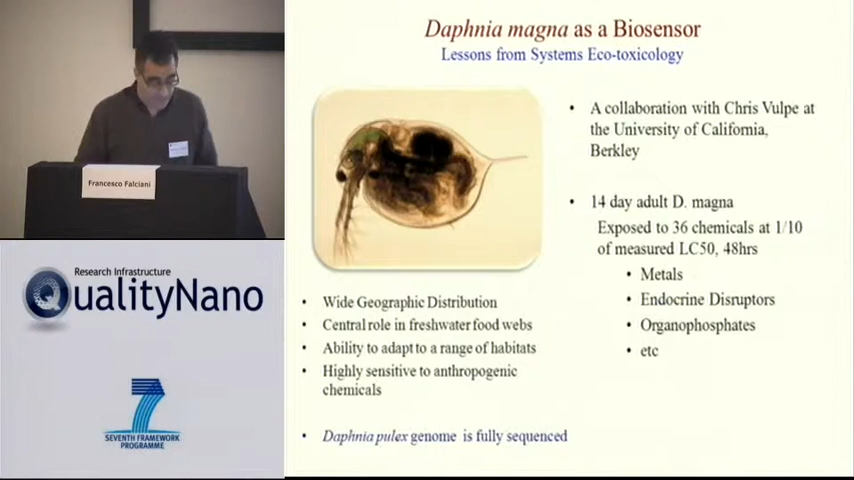 Daphnia magna as a Biosensor
Lessons from Systems Eco-toxicology
• A collaboration with Chris Vulpe at
the University of California,
Berkley
• 14 day adult D. magna
Exposed to 36 chemicals at 1/10
of measured LC50, 48hrs
• Metals
• Endocrine Disruptors
• Organophosphates
• etc
• Wide Geographic Distribution
• Central role in freshwater food webs
• Ability to adapt to a range of habitats
• Highly sensitive to anthropogenic
chemicals
• Daphnia pulex genome is fully sequenced
Francesco Falciani
Research Infrastructure
QualityNano
7
SEVENTH FRAMEWORK
PROGRAMME